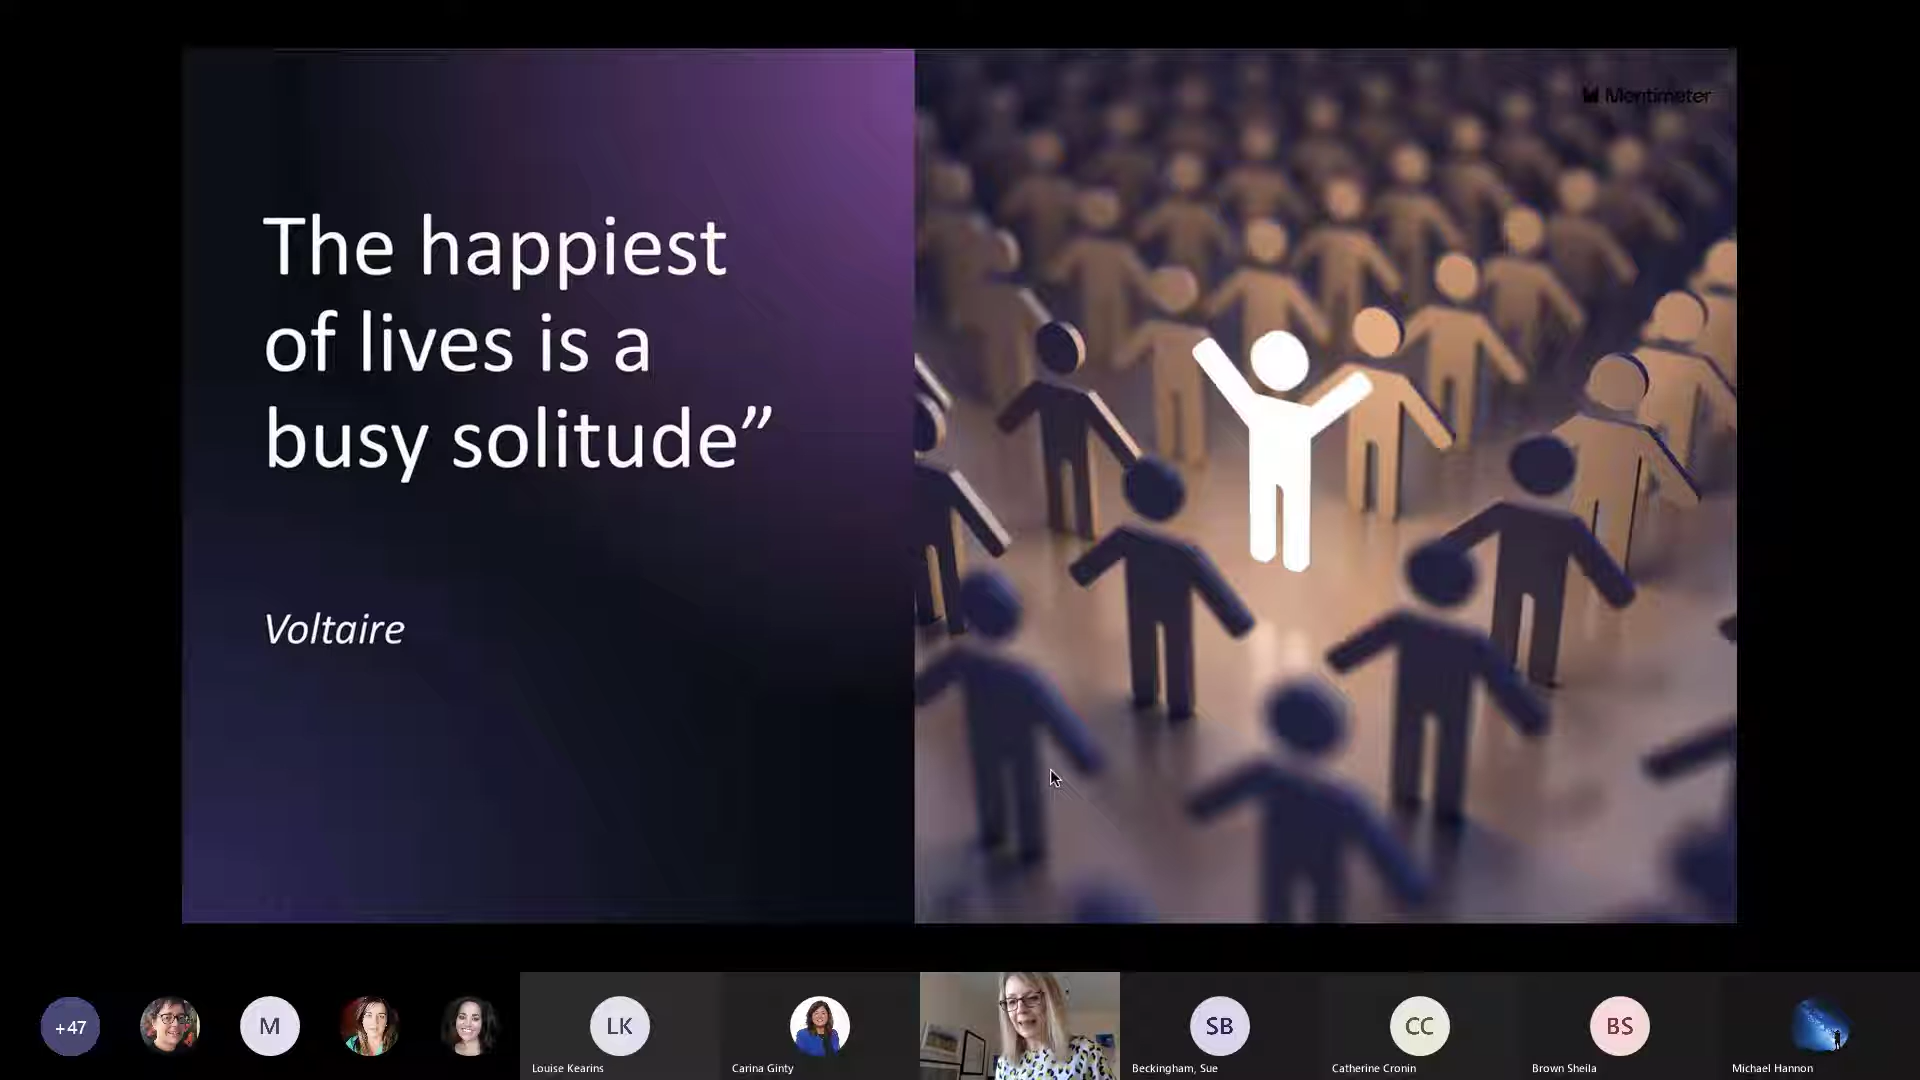 The happiest
of lives is a
busy solitude”
Voltaire
Mentimeter
+47
M
LK
Louise Kearins
Carina Ginty
SB
Beckingham, Sue
CC
Catherine Cronin
BS
Brown Sheila
Michael Hannon